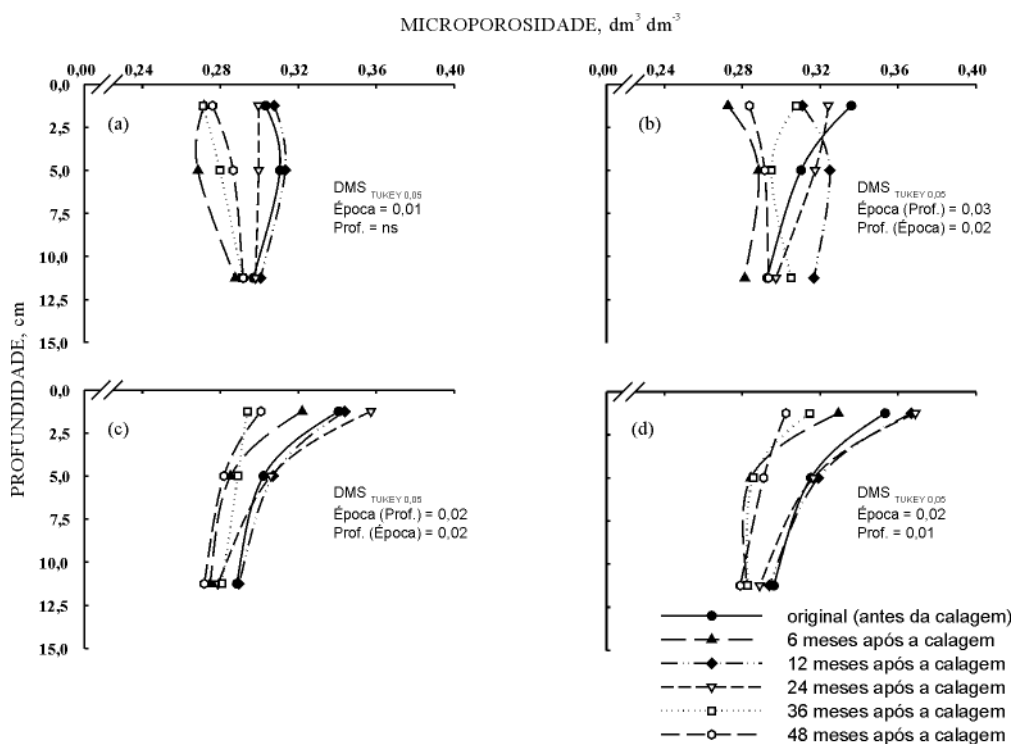 MICROPOROSIDADE, dm³ dm⁻³
0,00 0,24 0,28 0,32 0,36 0,40
0,00 0,24 0,28 0,32 0,36 0,40
PROFUNDIDADE, cm
0,0
2,5
5,0
7,5
10,0
12,5
15,0
(a)
DMS TUKEY 0,05
Época = 0,01
Prof. = ns
(b)
DMS TUKEY 0,05
Época (Prof.) = 0,03
Prof. (Época) = 0,02
0,0
2,5
5,0
7,5
10,0
12,5
15,0
(c)
DMS TUKEY 0,05
Época (Prof.) = 0,02
Prof. (Época) = 0,02
(d)
DMS TUKEY 0,05
Época = 0,02
Prof. = 0,01
original (antes da calagem)
6 meses após a calagem
12 meses após a calagem
24 meses após a calagem
36 meses após a calagem
48 meses após a calagem